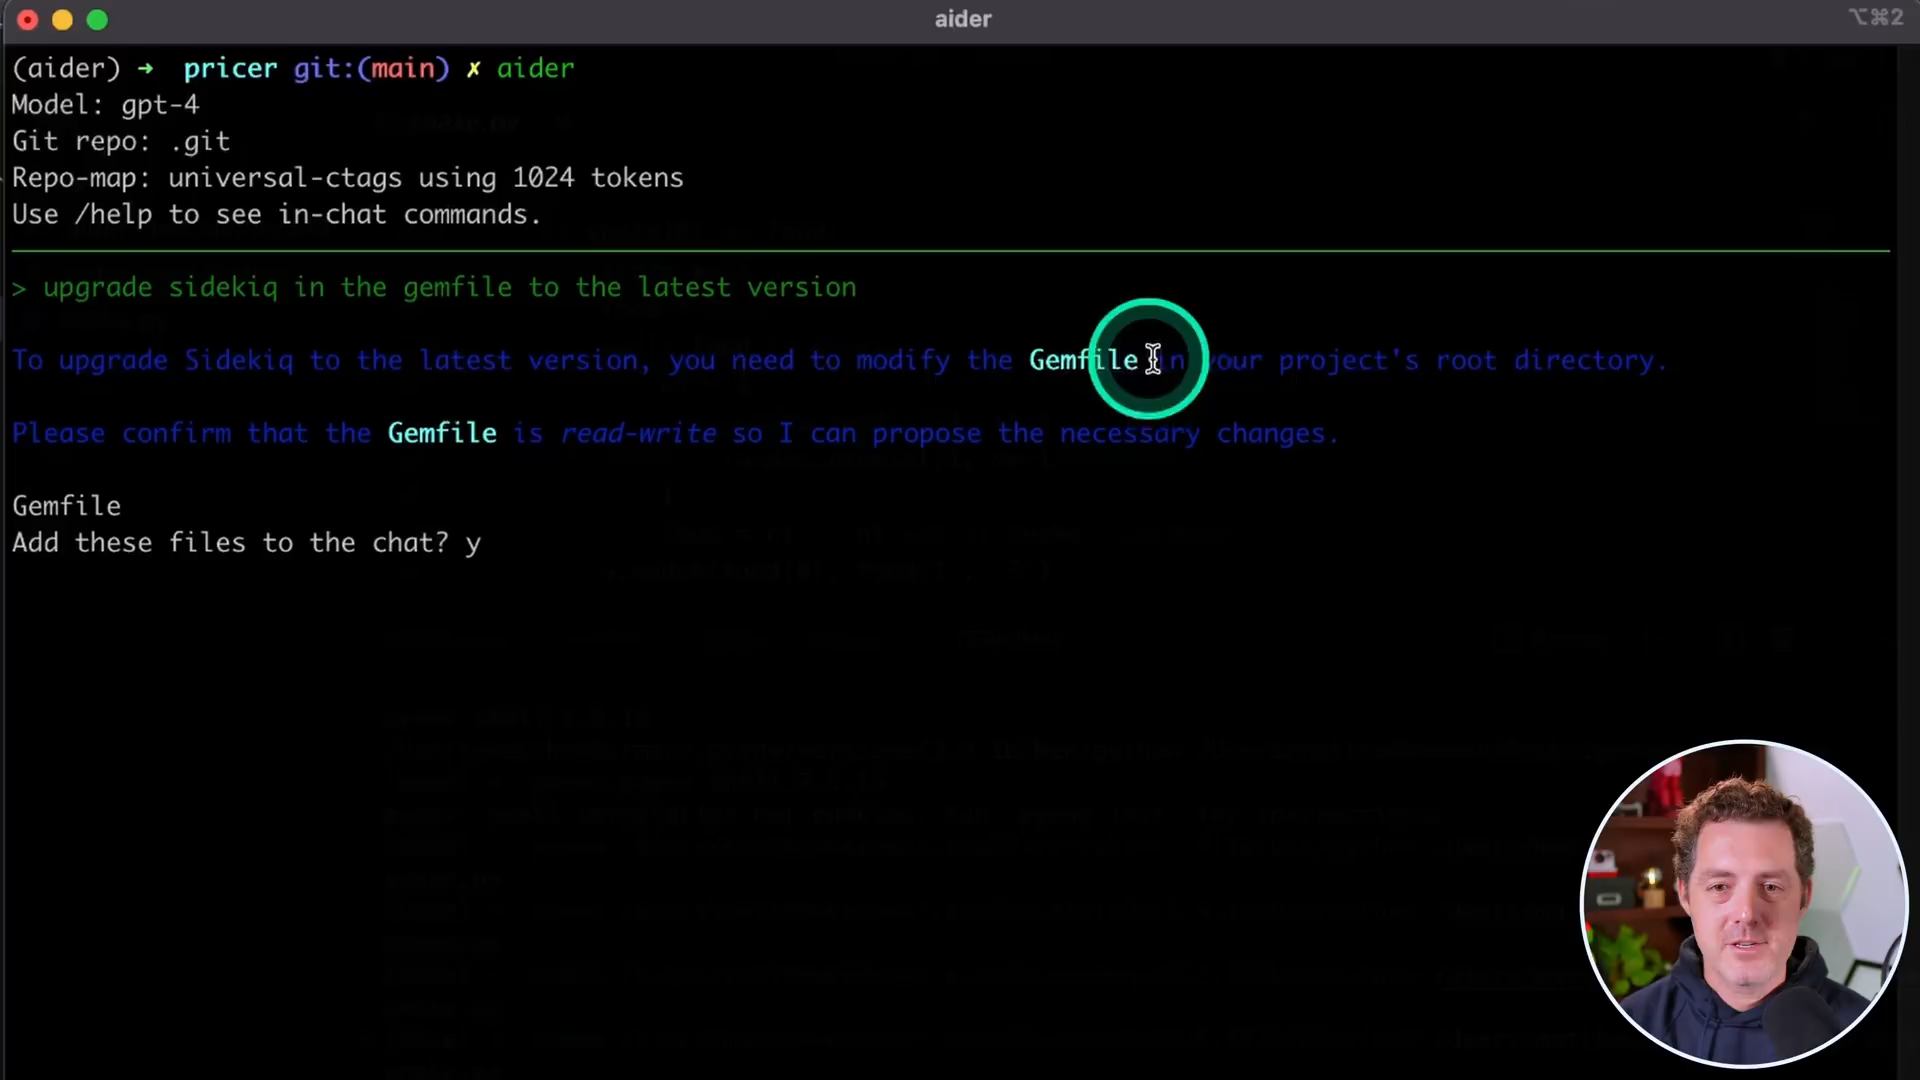 aider
⌥⌘2
(aider) → pricer git:(main) ✗ aider
Model: gpt-4
Git repo: .git
Repo-map: universal-ctags using 1024 tokens
Use /help to see in-chat commands.
> upgrade sidekiq in the gemfile to the latest version
To upgrade Sidekiq to the latest version, you need to modify the Gemfile in your project's root directory.
Please confirm that the Gemfile is read-write so I can propose the necessary changes.
Gemfile
Add these files to the chat? y